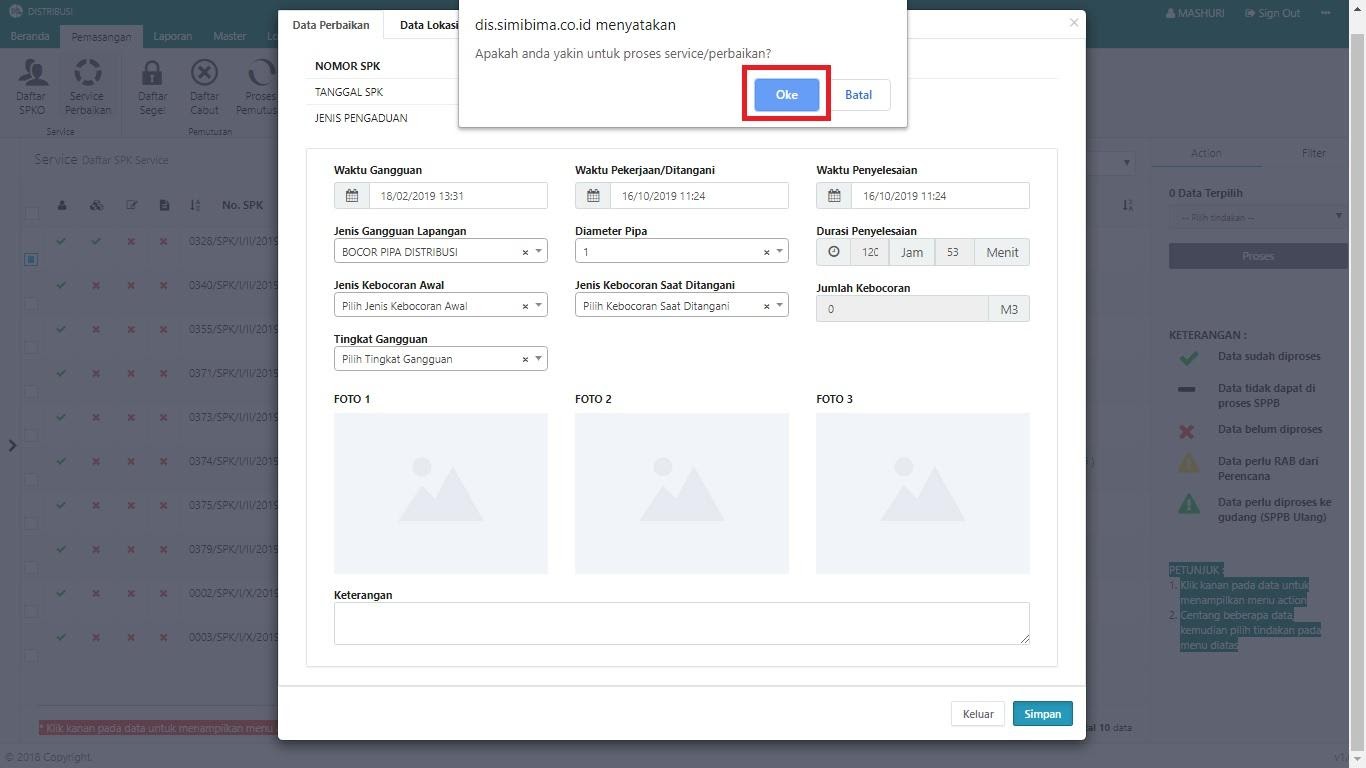 DISTRIBUSI
MASHURI
Sign Out
Beranda
Pemasangan
Laporan
Master
Daftar SPKO
Service Perbaikan
Daftar Segel
Daftar Cabut
Proses
Service
Pemutusan
Service Daftar SPK Service
No. SPK
0328/SPK/I/II/2019
0340/SPK/I/II/2019
0355/SPK/I/II/2019
0371/SPK/I/II/2019
0373/SPK/I/II/2019
0374/SPK/I/II/2019
0375/SPK/I/II/2019
0379/SPK/I/II/2019
0002/SPK/I/X/2019
0003/SPK/I/X/2019
* Klik kanan pada data untuk menampilkan menu
© 2018 Copyright.
Data Perbaikan
Data Lokasi
×
dis.simibima.co.id menyatakan
Apakah anda yakin untuk proses service/perbaikan?
Oke
Batal
NOMOR SPK
TANGGAL SPK
JENIS PENGADUAN
Waktu Gangguan
Waktu Pekerjaan/Ditangani
Waktu Penyelesaian
18/02/2019 13:31
16/10/2019 11:24
16/10/2019 11:24
Jenis Gangguan Lapangan
Diameter Pipa
Durasi Penyelesaian
BOCOR PIPA DISTRIBUSI ×
1 ×
120 Jam 53 Menit
Jenis Kebocoran Awal
Jenis Kebocoran Saat Ditangani
Jumlah Kebocoran
Pilih Jenis Kebocoran Awal ×
Pilih Kebocoran Saat Ditangani ×
0 M3
Tingkat Gangguan
Pilih Tingkat Gangguan ×
FOTO 1
FOTO 2
FOTO 3
Keterangan
Keluar
Simpan
Action
Filter
0 Data Terpilih
-- Pilih tindakan --
Proses
KETERANGAN :
Data sudah diproses
Data tidak dapat di
proses SPPB
Data belum diproses
Data perlu RAB dari
Perencana
Data perlu diproses ke
gudang (SPPB Ulang)
PETUNJUK :
1. Klik kanan pada data untuk
menampilkan menu action
2. Centang beberapa data,
kemudian pilih tindakan pada
menu diatas
10 data